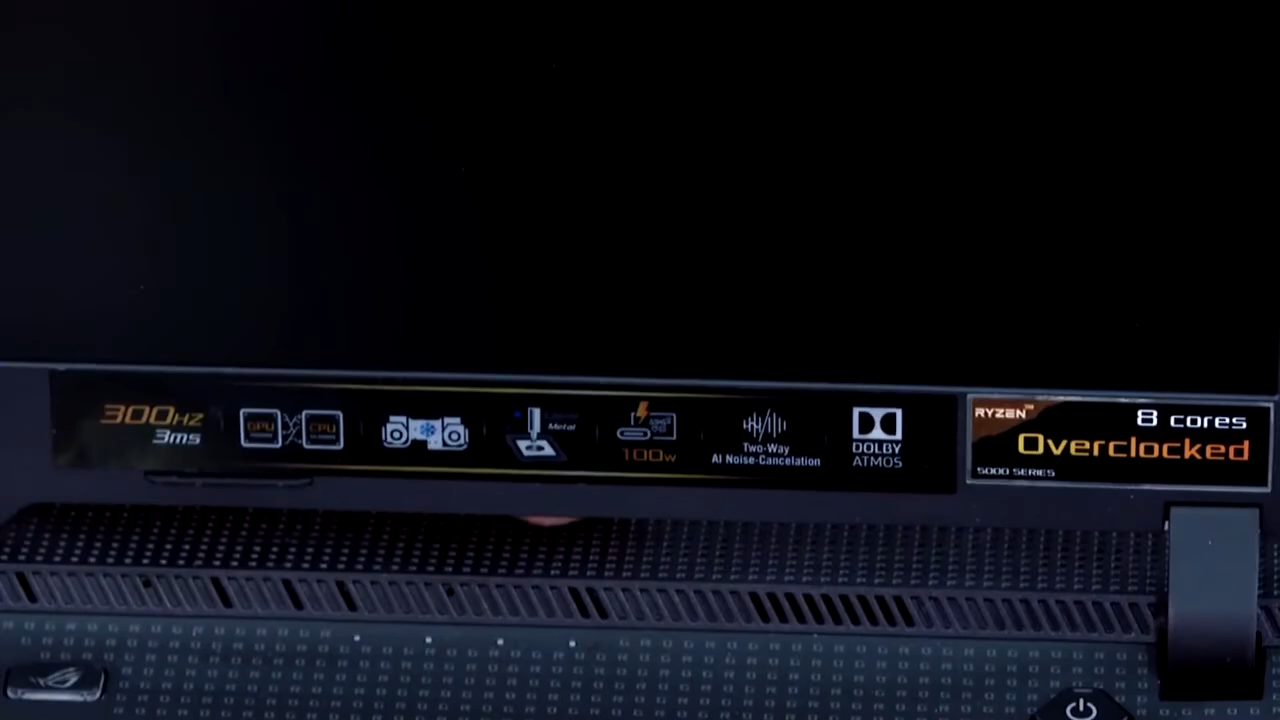 300Hz
3ms
GPU
CPU
Metal
100w
Two-Way
AI Noise-Cancelation
DOLBY
ATMOS
RYZEN
8 cores
Overclocked
5000 SERIES